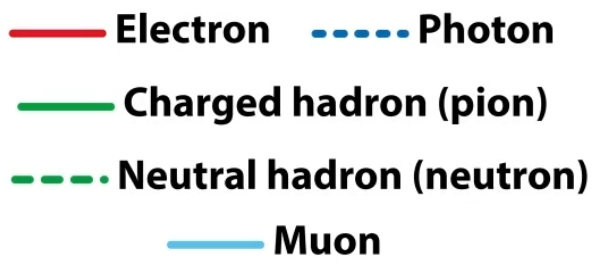 Electron Photon
Charged hadron (pion)
Neutral hadron (neutron)
Muon